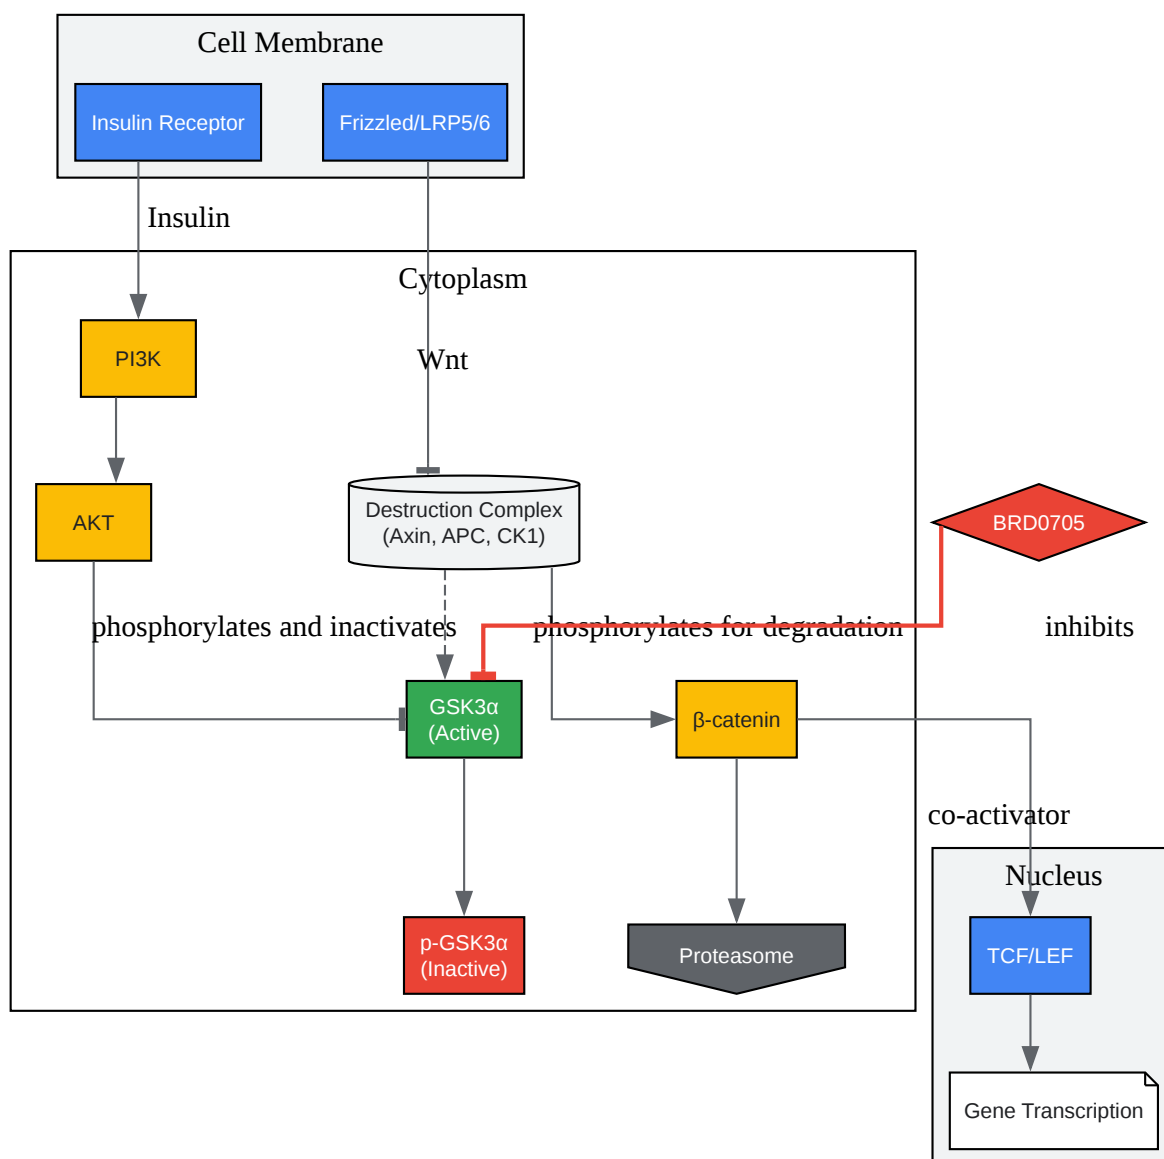 Cell Membrane
Insulin Receptor
Frizzled/LRP5/6
Insulin
Cytoplasm
Wnt
PI3K
AKT
Destruction Complex
(Axin, APC, CK1)
BRD0705
phosphorylates and inactivates
phosphorylates for degradation
inhibits
GSK3α
(Active)
β-catenin
co-activator
Nucleus
p-GSK3α
(Inactive)
Proteasome
TCF/LEF
Gene Transcription